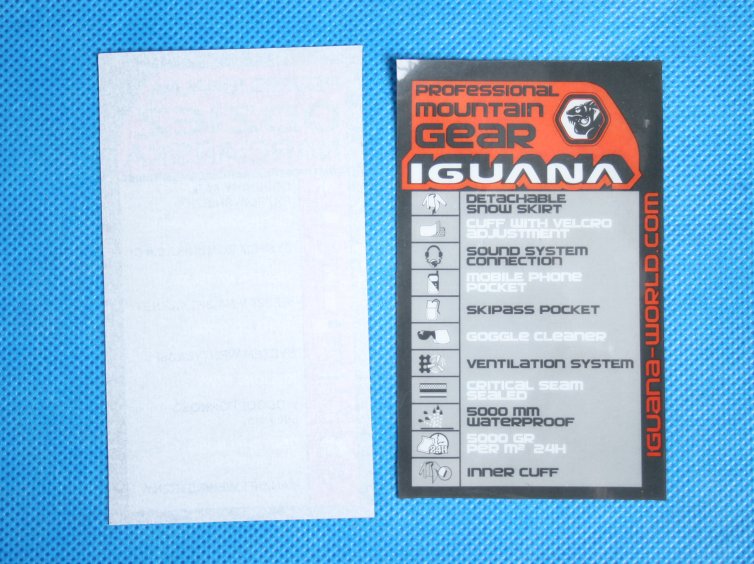 PROFESSIONAL
MOUNTAIN
GEAR
IGUANA
DETACHABLE
SNOW SKIRT
CUFF WITH VELCRO
ADJUSTMENT
SOUND SYSTEM
CONNECTION
MOBILE PHONE
POCKET
SKIPASS POCKET
GOGGLE CLEANER
VENTILATION SYSTEM
CRITICAL SEAM
SEALED
5000 MM
WATERPROOF
5000 GR
PER M² 24H
INNER CUFF
IGUANA-WORLD.COM